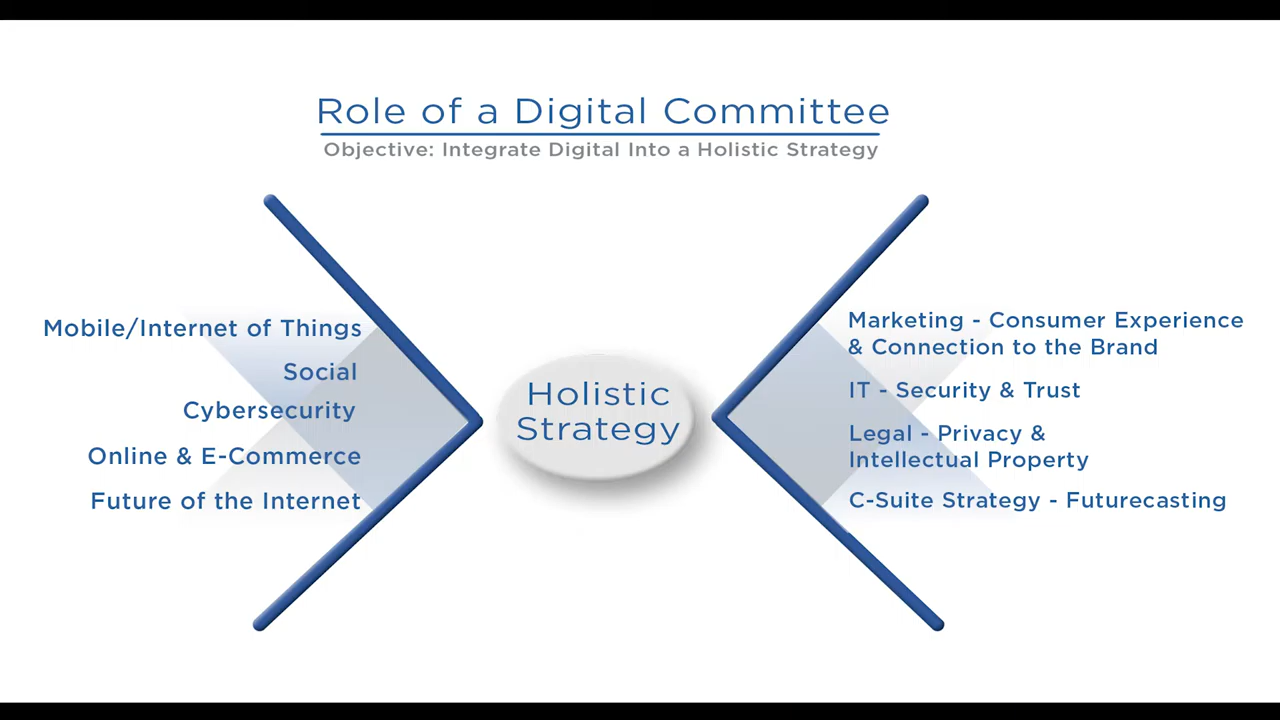 Role of a Digital Committee
Objective: Integrate Digital Into a Holistic Strategy
Mobile/Internet of Things
Social
Cybersecurity
Online & E-Commerce
Future of the Internet
Holistic
Strategy
Marketing - Consumer Experience
& Connection to the Brand
IT - Security & Trust
Legal - Privacy &
Intellectual Property
C-Suite Strategy - Futurecasting